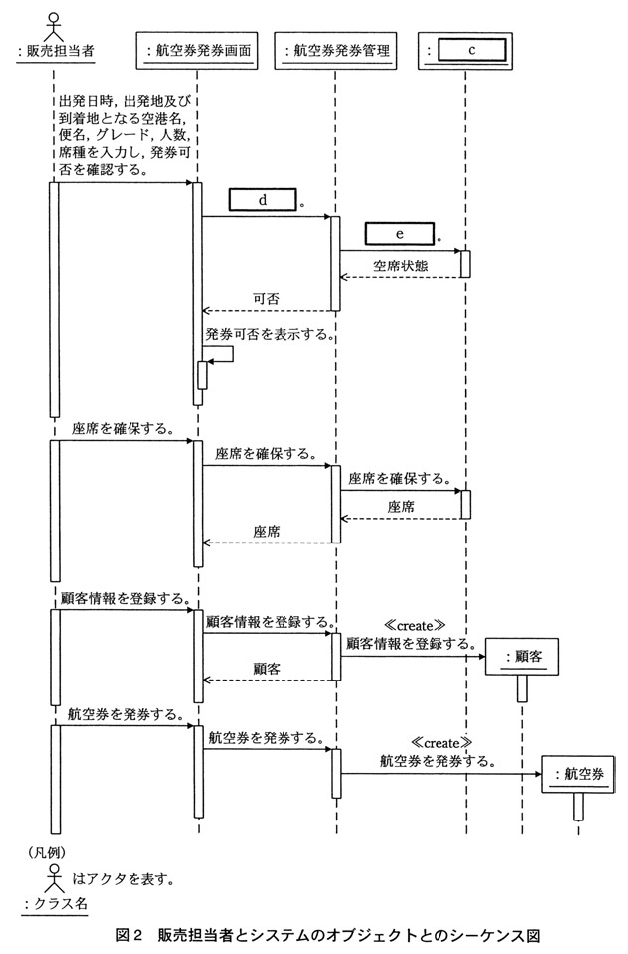 ：販売担当者
：航空券発券画面
：航空券発券管理
： c
出発日時，出発地及び
到着地となる空港名，
便名，グレード，人数，
席種を入力し，発券可
否を確認する。
d 。
e 。
空席状態
可否
発券可否を表示する。
座席を確保する。
座席を確保する。
座席を確保する。
座席
座席
顧客情報を登録する。
顧客情報を登録する。
≪create≫
顧客情報を登録する。
：顧客
顧客
航空券を発券する。
航空券を発券する。
≪create≫
航空券を発券する。
：航空券
（凡例）
はアクタを表す。
：クラス名
図２　販売担当者とシステムのオブジェクトとのシーケンス図